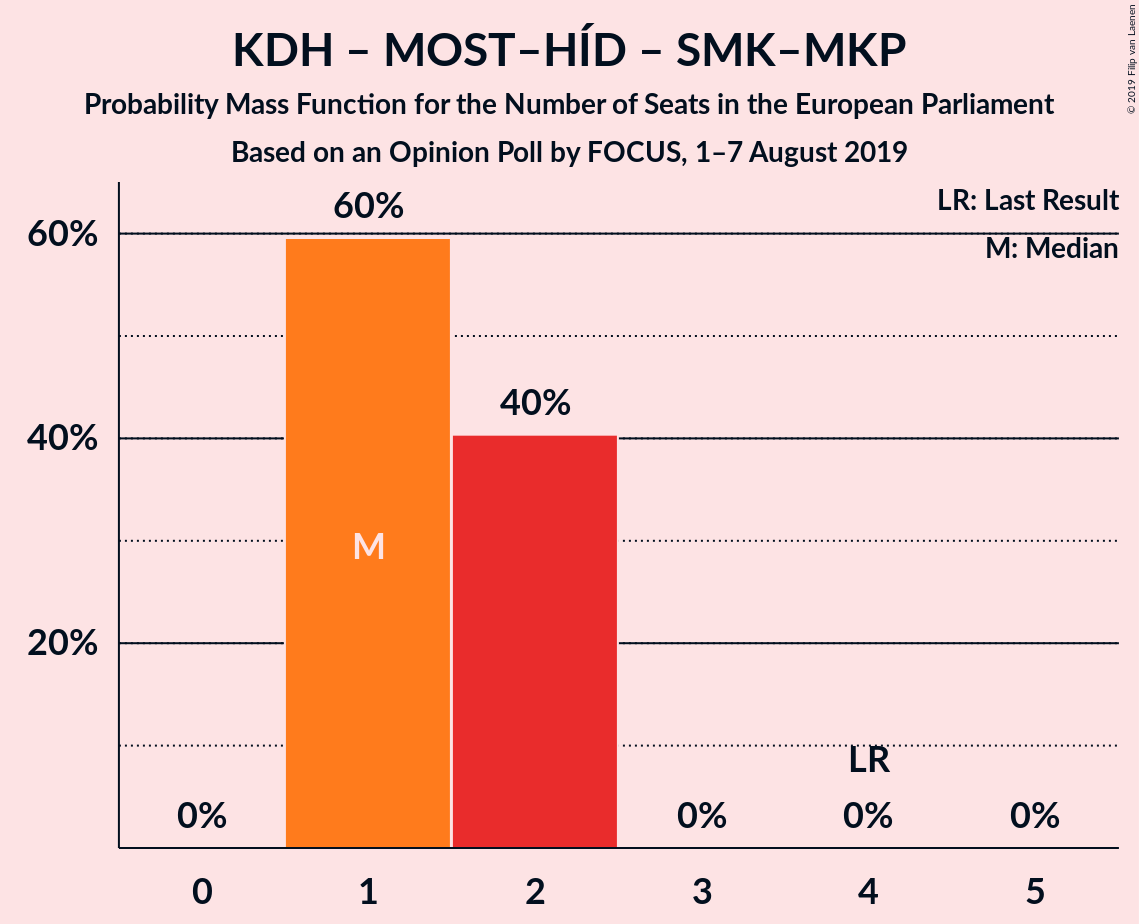 KDH – MOST–HÍD – SMK–MKP
Probability Mass Function for the Number of Seats in the European Parliament
Based on an Opinion Poll by FOCUS, 1–7 August 2019
© 2019 Filip van Laenen
LR: Last Result
M: Median
60%
40%
20%
60%
40%
M
LR
0%
0%
0%
0%
0
1
2
3
4
5